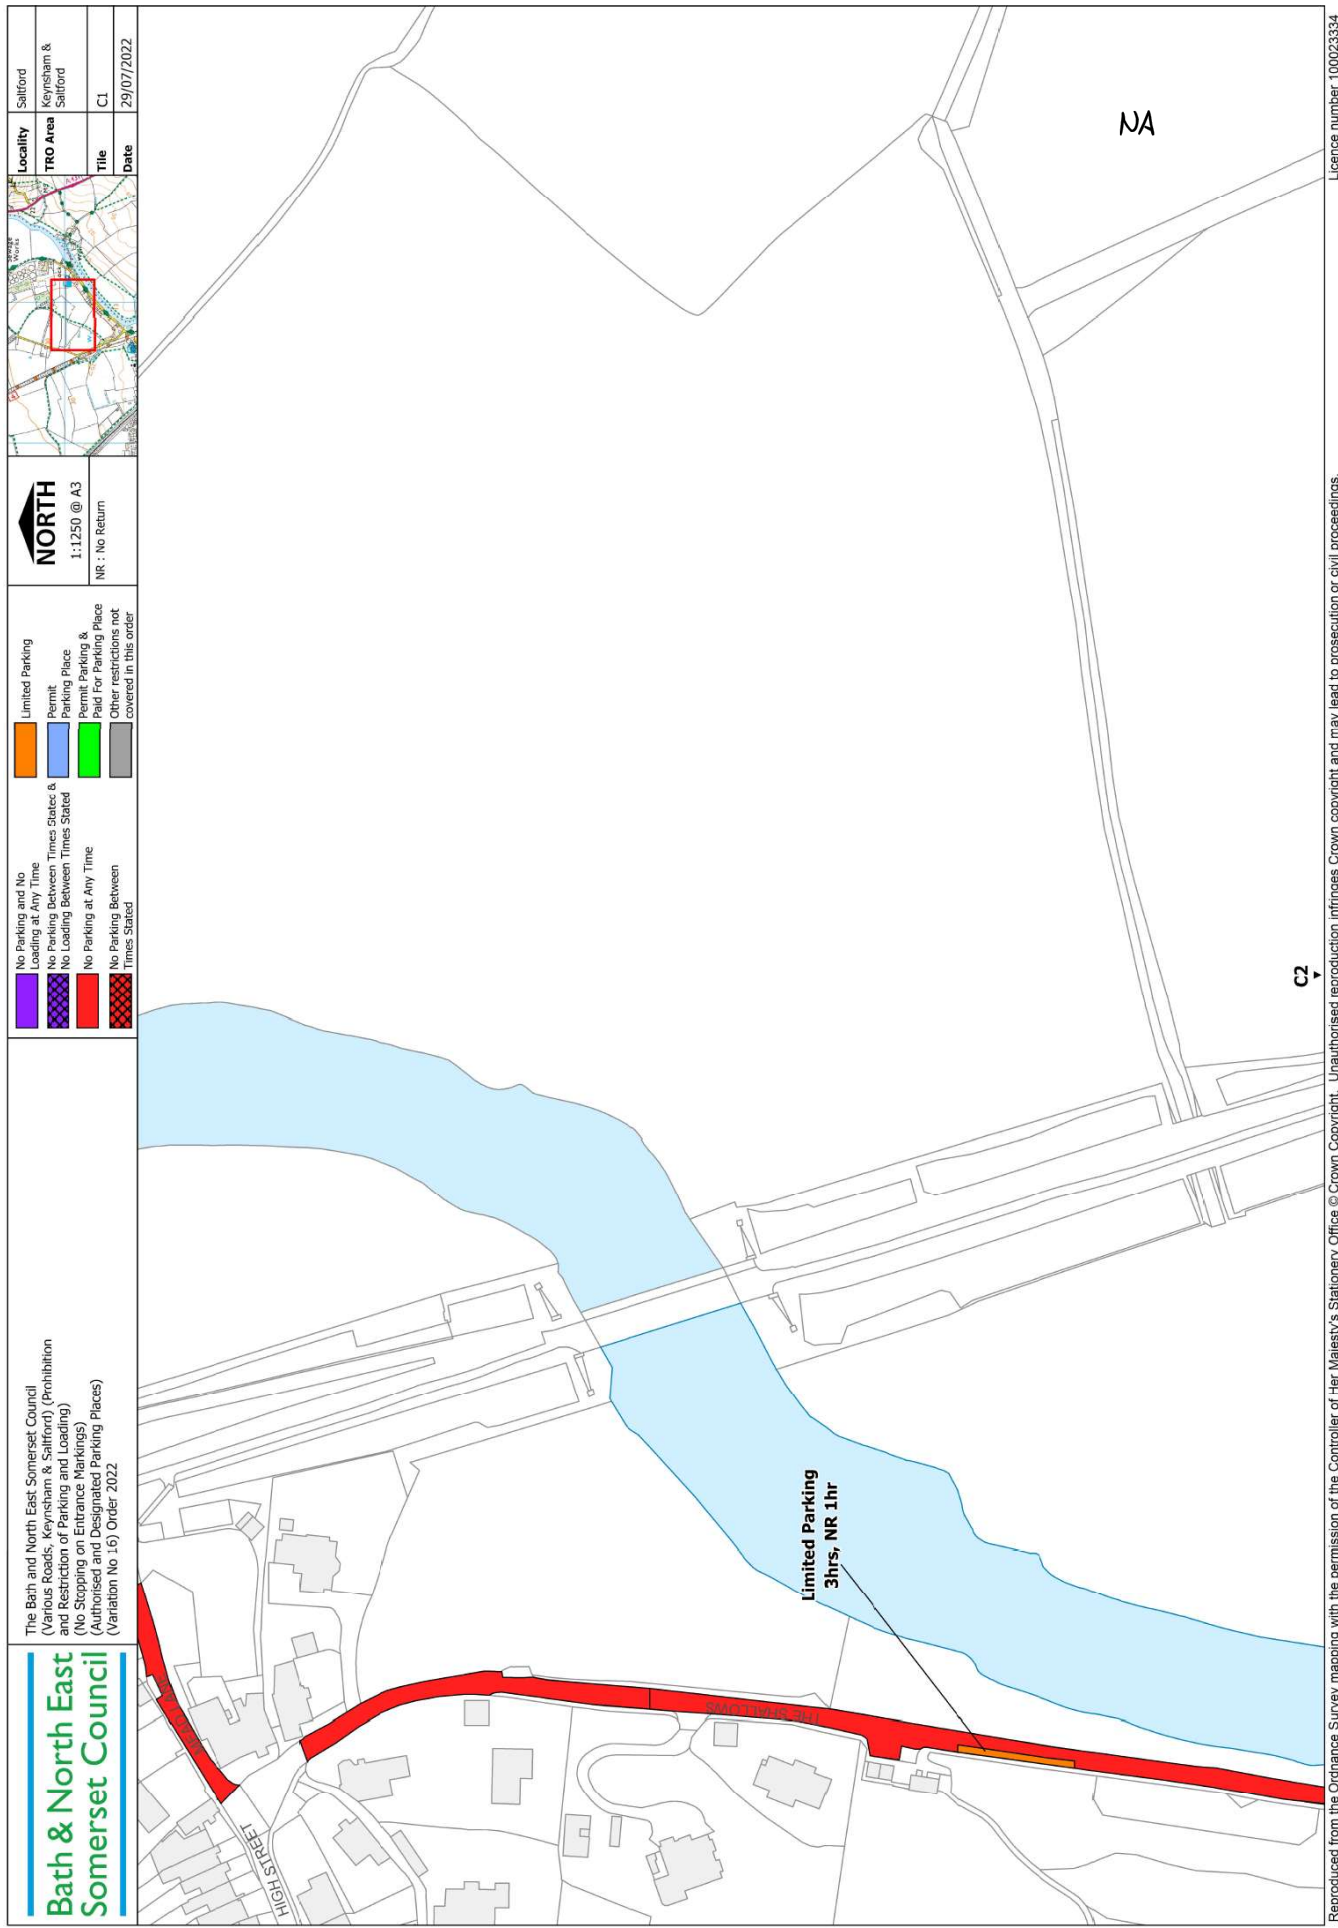 Bath & North East
Somerset Council
The Bath and North East Somerset Council
(Various Roads, Keynsham & Saltford) (Prohibition
and Restriction of Parking and Loading)
(No Stopping on Entrance Markings)
(Authorised and Designated Parking Places)
(Variation No 16) Order 2022
No Parking and No
Loading at Any Time
No Parking Between Times Stated &
No Loading Between Times Stated
No Parking at Any Time
No Parking Between
Times Stated
Limited Parking
Permit
Parking Place
Permit Parking &
Paid For Parking Place
Other restrictions not
covered in this order
NORTH
1:1250 @ A3
NR : No Return
Sewage
Works
Locality
Saltford
TRO Area
Keynsham &
Saltford
Tile
C1
Date
29/07/2022
MEAD LANE
HIGH STREET
THE SHALLOWS
Limited Parking
3hrs, NR 1hr
NA
C2
Reproduced from the Ordnance Survey mapping with the permission of the Controller of Her Majesty's Stationery Office © Crown Copyright. Unauthorised reproduction infringes Crown copyright and may lead to prosecution or civil proceedings.
Licence number 100023334